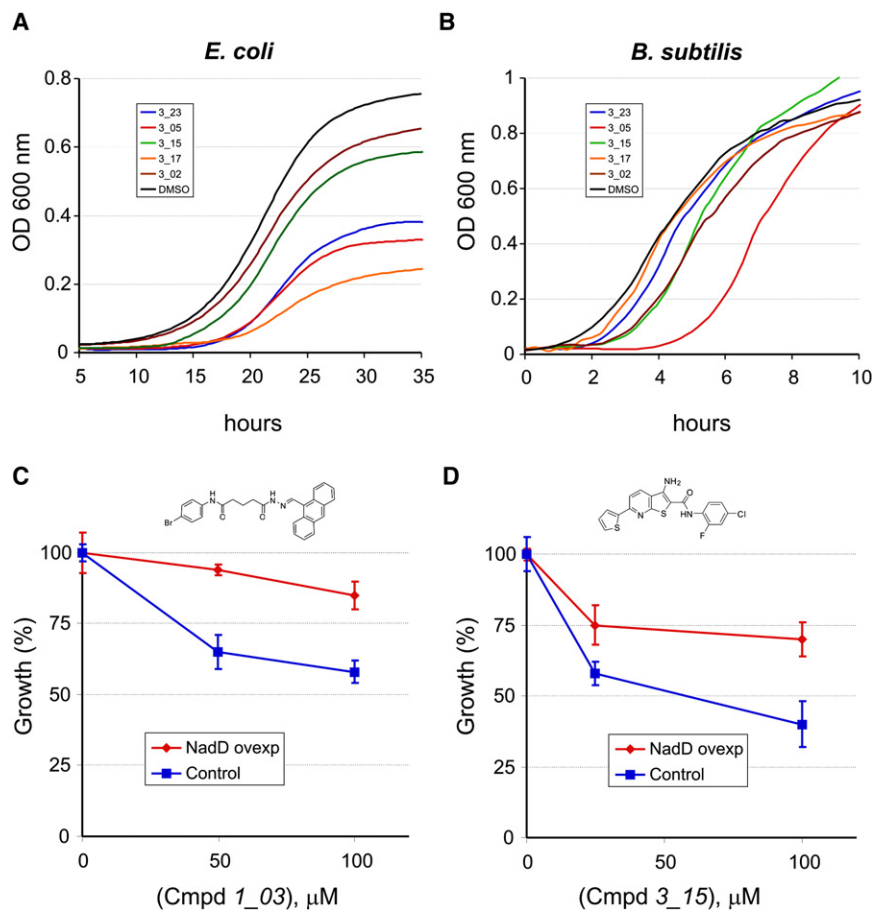 A
E. coli
OD 600 nm
0.8
0.6
0.4
0.2
0
3_23
3_05
3_15
3_17
3_02
DMSO
5 10 15 20 25 30 35
hours
B
B. subtilis
OD 600 nm
1
0.8
0.6
0.4
0.2
0
3_23
3_05
3_15
3_17
3_02
DMSO
0 2 4 6 8 10
hours
C
Br
H
N
O
O
H
N
N
Growth (%)
100
75
50
25
0
NadD ovexp
Control
0 50 100
(Cmpd 1_03), μM
D
NH2
O
S
N
S
HN
Cl
F
Growth (%)
100
75
50
25
0
NadD ovexp
Control
0 50 100
(Cmpd 3_15), μM